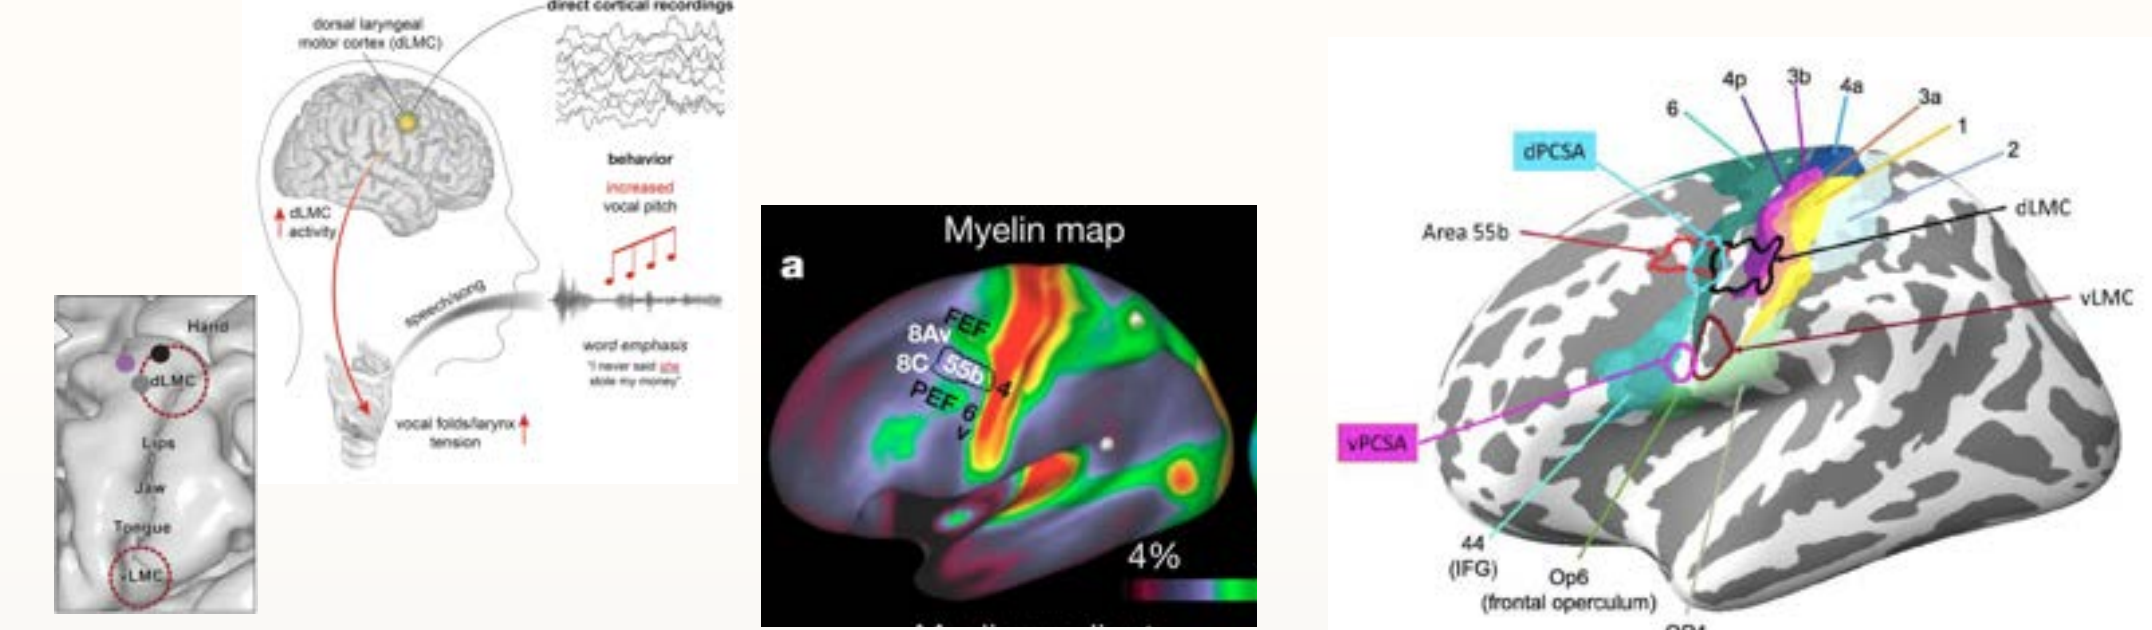 direct cortical recordings
dorsal laryngeal
motor cortex (dLMC)
behavior
increased
vocal pitch
dLMC
activity
speech/song
word emphasis
"I never said she
stole my money"
vocal folds/larynx
tension
Hand
dLMC
Lips
Jaw
Tongue
vLMC
Myelin map
a
FEF
8Av
8C
55b
4
PEF
6
v
4%
4p
3b
4a
6
3a
1
2
dPCSA
Area 55b
dLMC
vLMC
vPCSA
44
(IFG)
Op6
(frontal operculum)